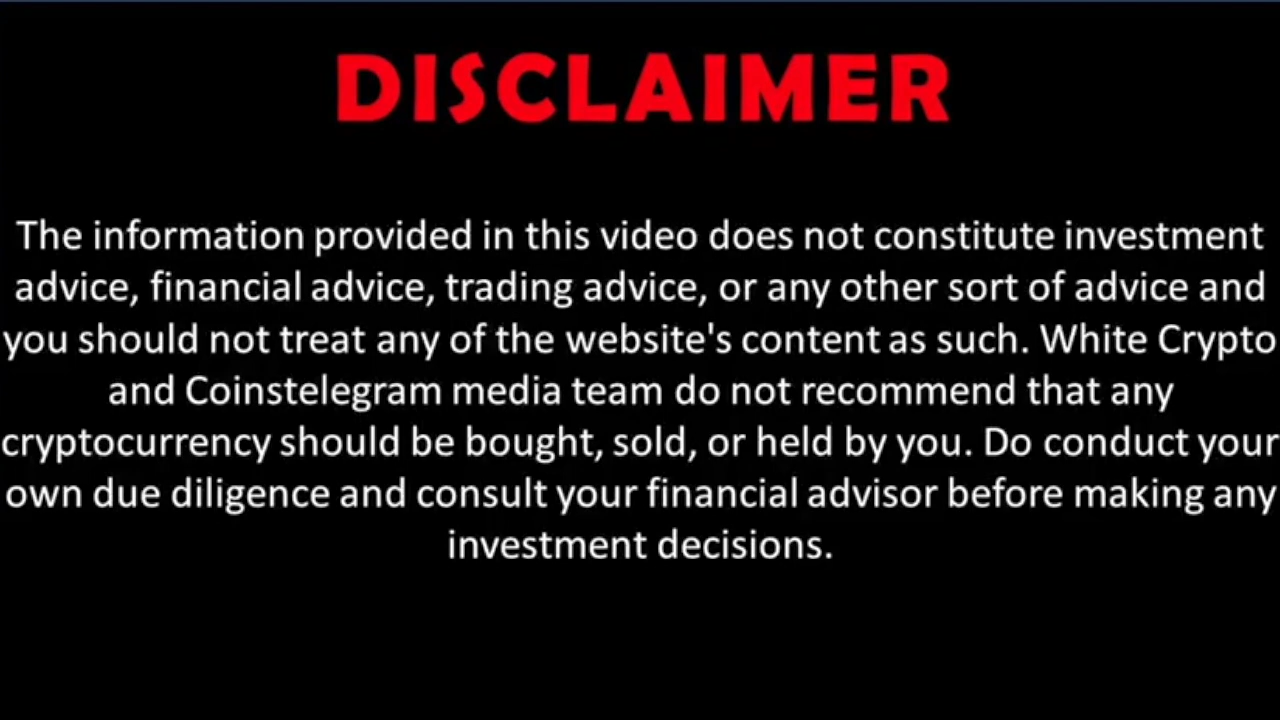 DISCLAIMER
The information provided in this video does not constitute investment
advice, financial advice, trading advice, or any other sort of advice and
you should not treat any of the website's content as such. White Crypto
and Coinstelegram media team do not recommend that any
cryptocurrency should be bought, sold, or held by you. Do conduct your
own due diligence and consult your financial advisor before making any
investment decisions.